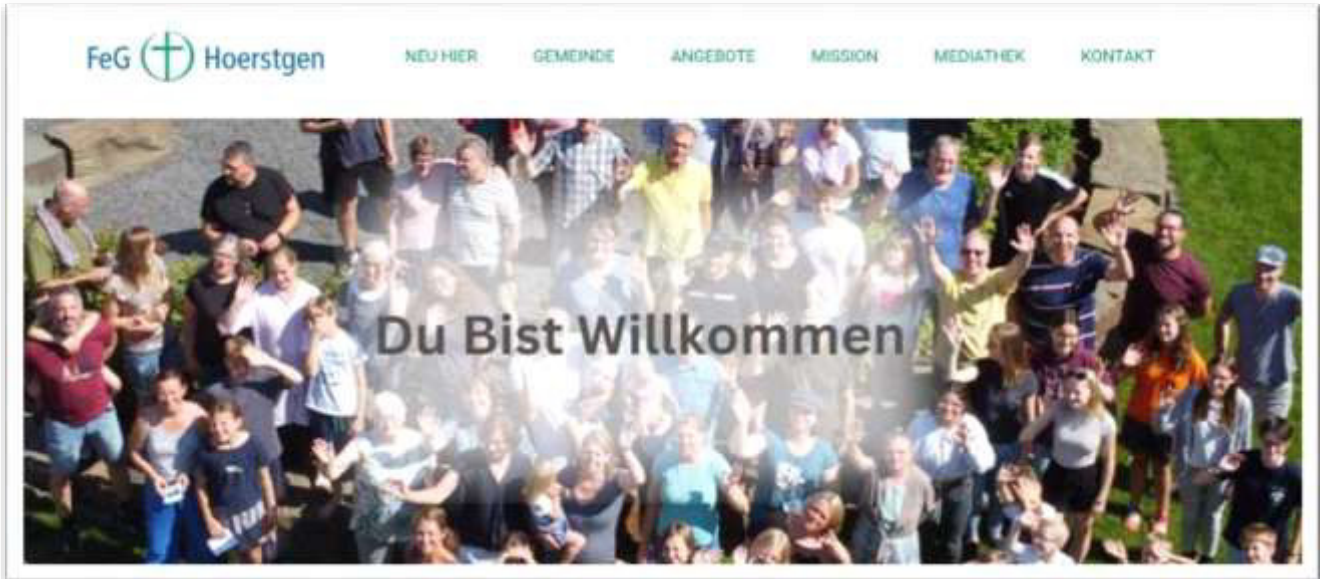 FeG Hoerstgen
NEU HIER GEMEINDE ANGEBOTE MISSION MEDIATHEK KONTAKT
Du Bist Willkommen